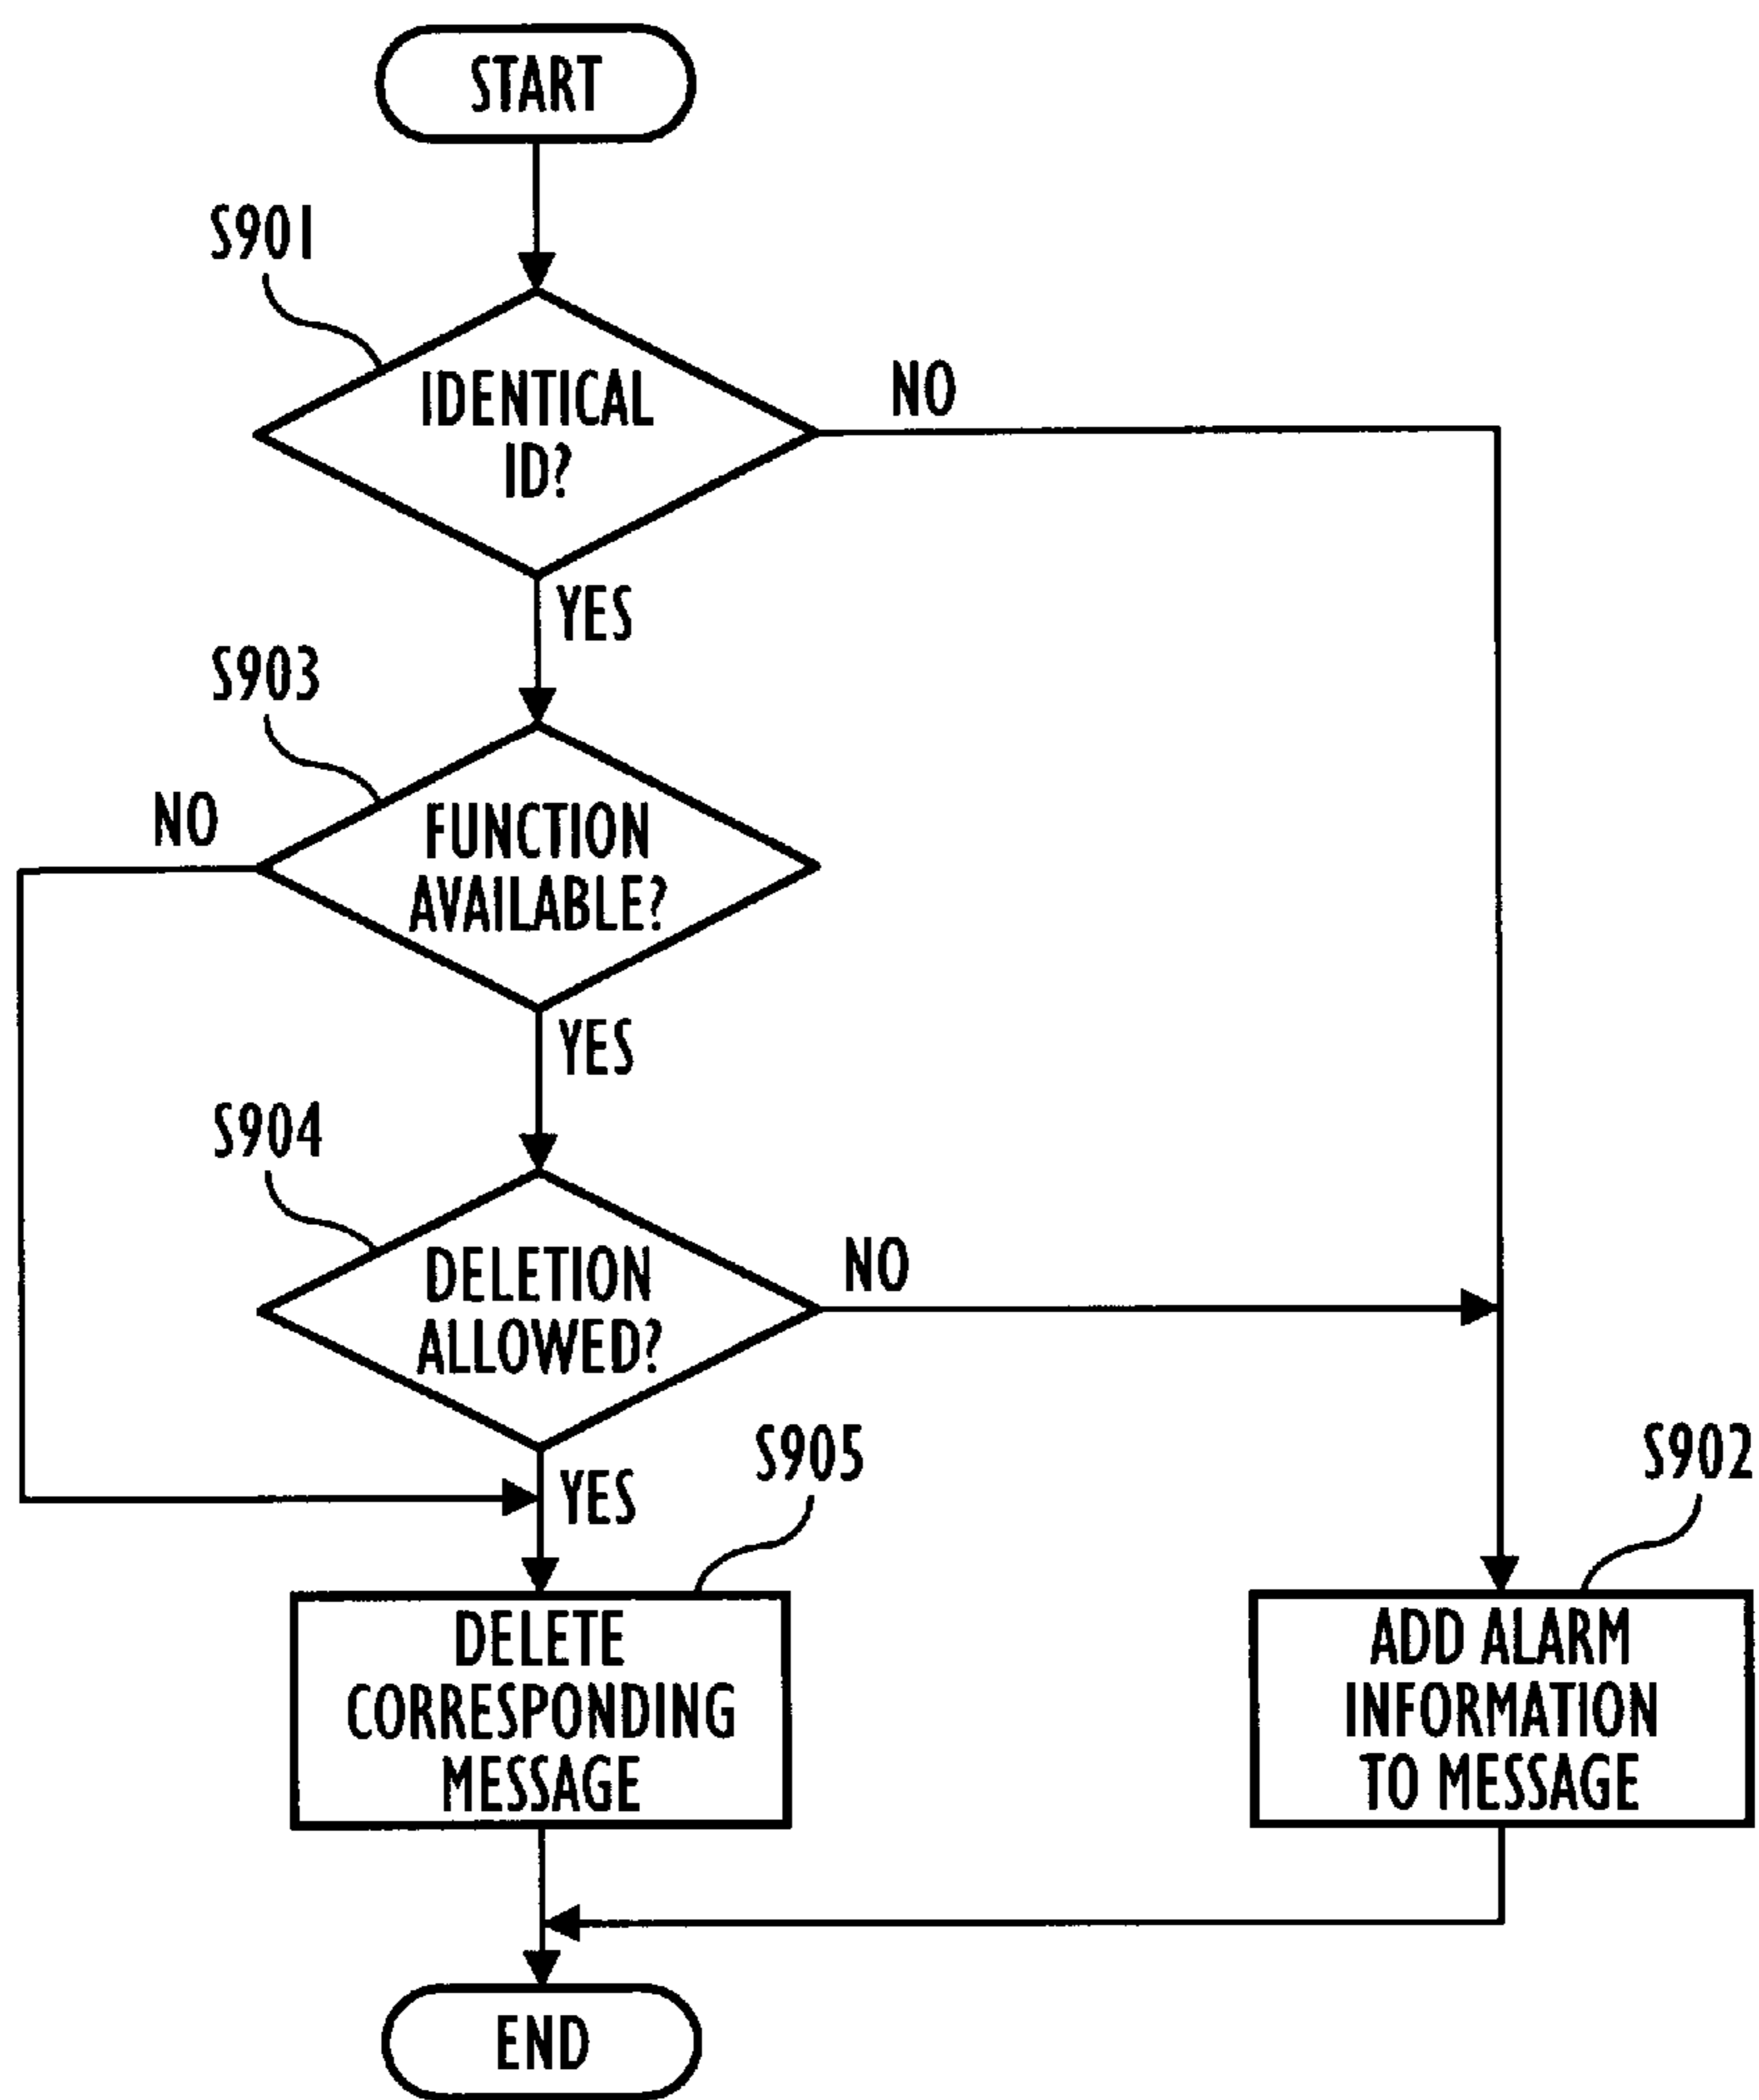 START
S901
IDENTICAL
ID?
NO
YES
S903
NO
FUNCTION
AVAILABLE?
YES
S904
DELETION
ALLOWED?
NO
YES
S905
S902
DELETE
CORRESPONDING
MESSAGE
ADD ALARM
INFORMATION
TO MESSAGE
END